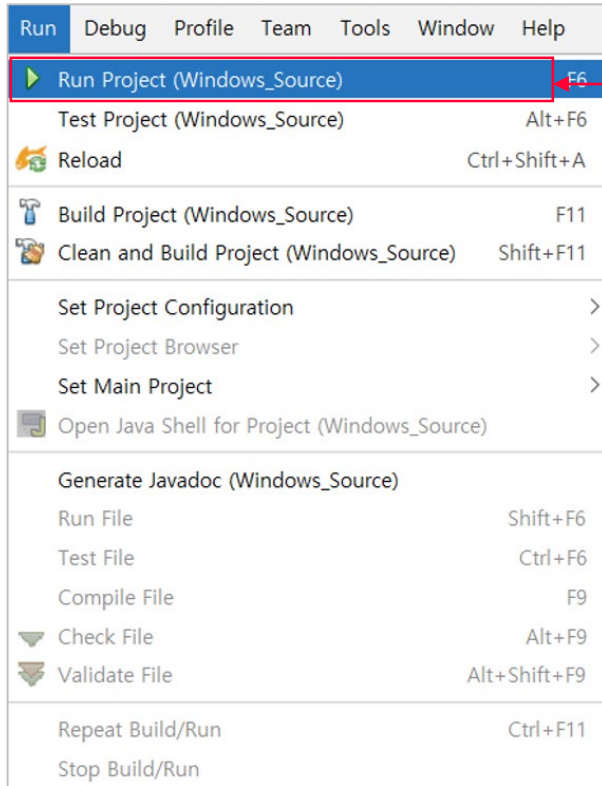 Run Debug Profile Team Tools Window Help
Run Project (Windows_Source) F6
Test Project (Windows_Source) Alt+F6
Reload Ctrl+Shift+A
Build Project (Windows_Source) F11
Clean and Build Project (Windows_Source) Shift+F11
Set Project Configuration
Set Project Browser
Set Main Project
Open Java Shell for Project (Windows_Source)
Generate Javadoc (Windows_Source)
Run File Shift+F6
Test File Ctrl+F6
Compile File F9
Check File Alt+F9
Validate File Alt+Shift+F9
Repeat Build/Run Ctrl+F11
Stop Build/Run